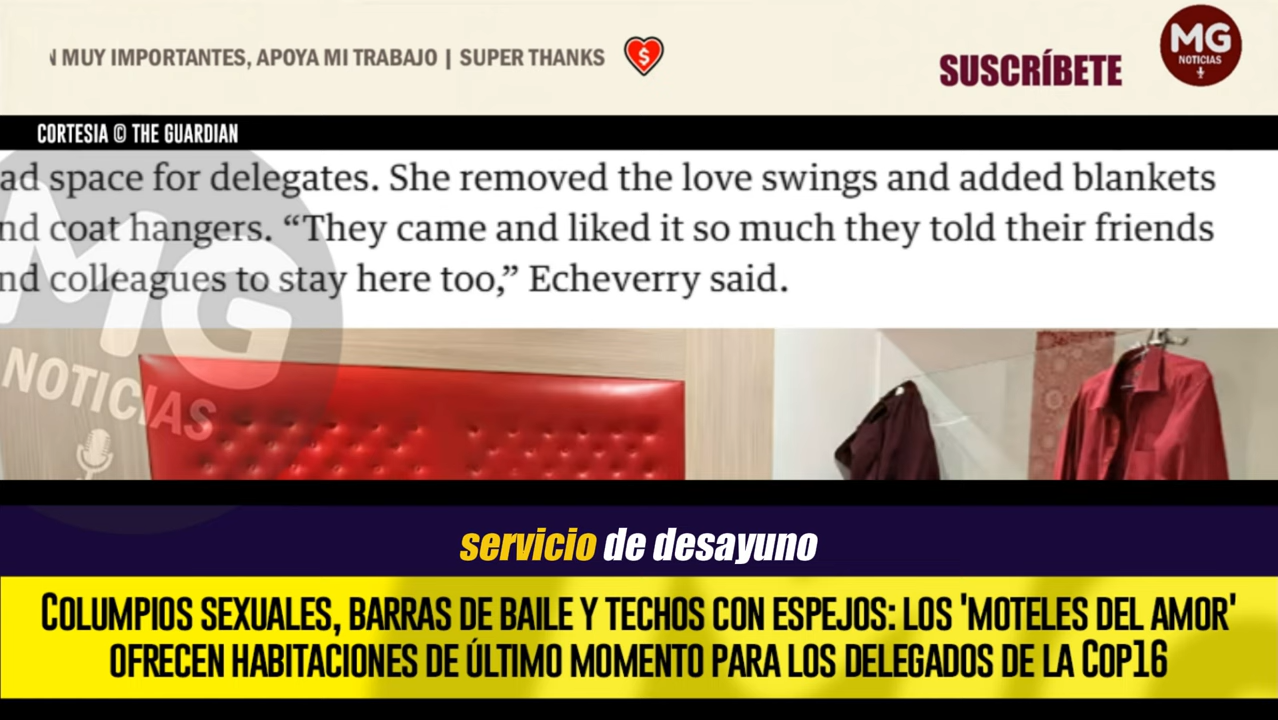 N MUY IMPORTANTES, APOYA MI TRABAJO | SUPER THANKS
SUSCRÍBETE
MG
NOTICIAS
CORTESIA © THE GUARDIAN
ad space for delegates. She removed the love swings and added blankets
nd coat hangers. “They came and liked it so much they told their friends
nd colleagues to stay here too,” Echeverry said.
MG
NOTICIAS
servicio de desayuno
COLUMPIOS SEXUALES, BARRAS DE BAILE Y TECHOS CON ESPEJOS: LOS 'MOTELES DEL AMOR'
OFRECEN HABITACIONES DE ÚLTIMO MOMENTO PARA LOS DELEGADOS DE LA COP16